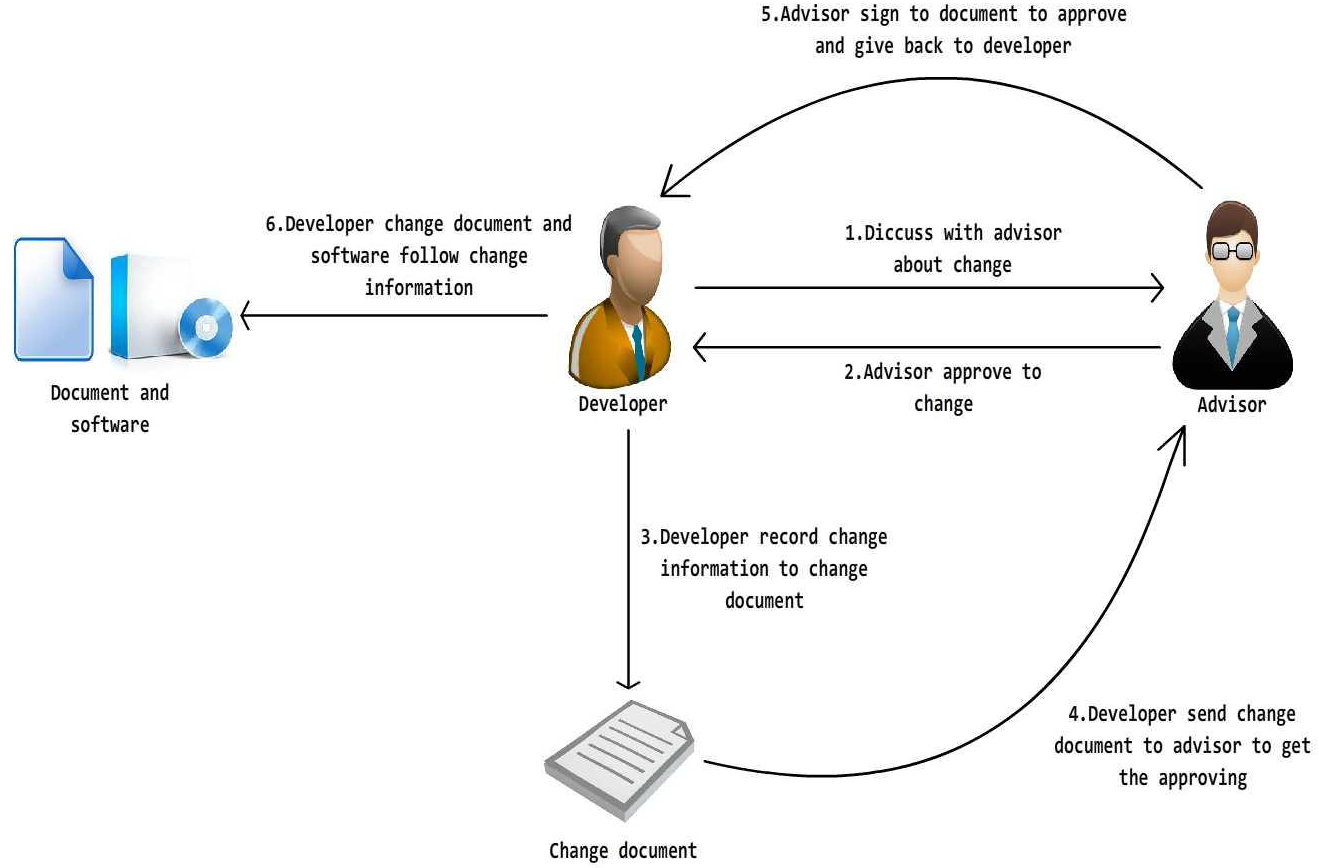 5.Advisor sign to document to approve
and give back to developer
6.Developer change document and
software follow change
information
1.Diccuss with advisor
about change
2.Advisor approve to
change
Document and
software
Developer
Advisor
3.Developer record change
information to change
document
4.Developer send change
document to advisor to get
the approving
Change document